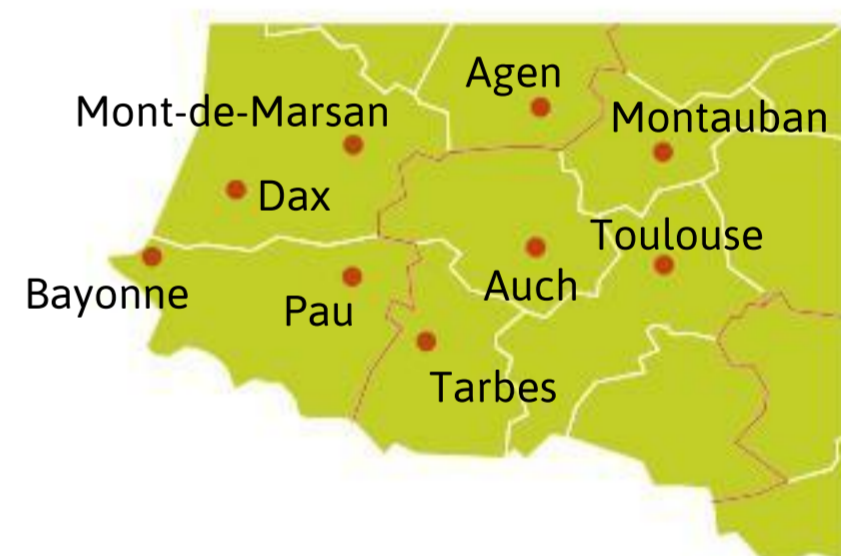 Agen
Mont-de-Marsan
Montauban
Dax
Toulouse
Bayonne
Auch
Pau
Tarbes